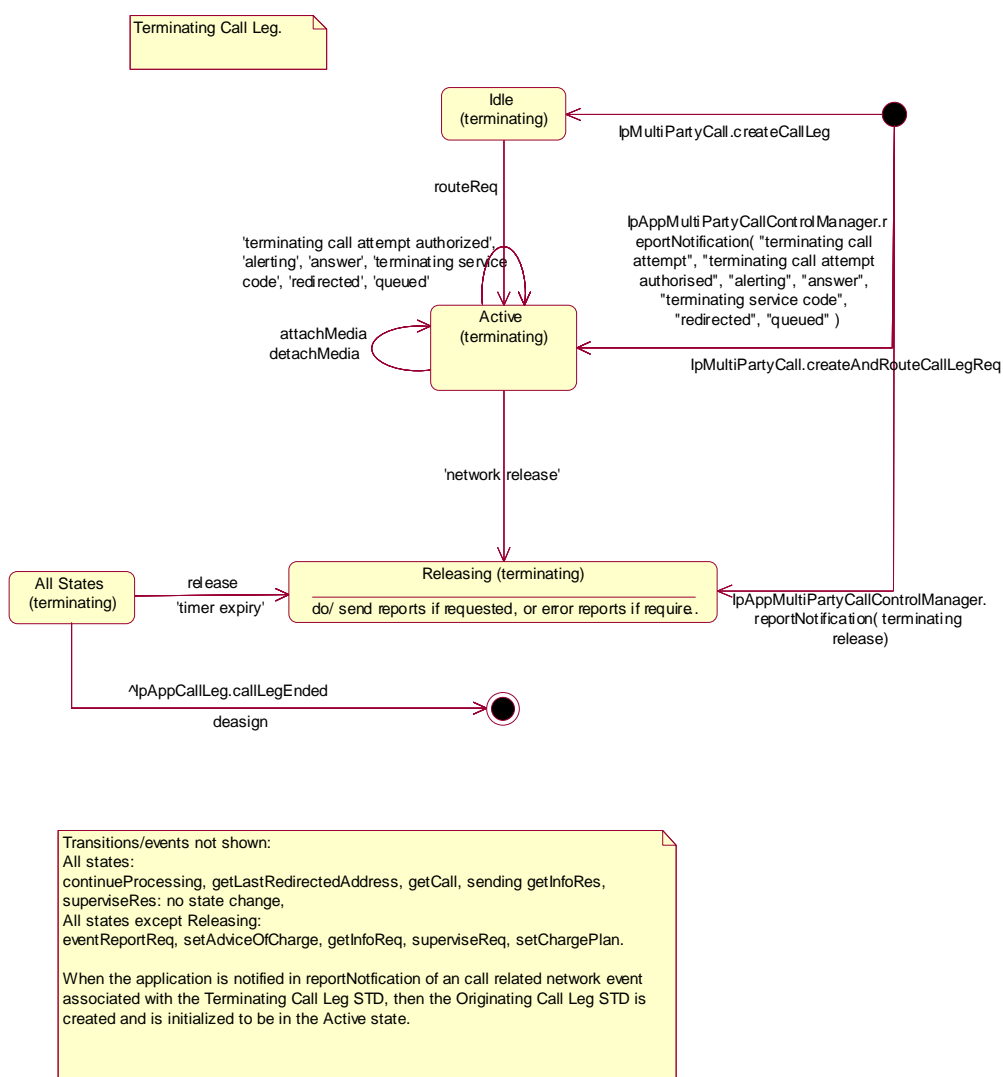 Terminating Call Leg.
Idle
(terminating)
IpMultiPartyCall.createCallLeg
routeReq
IpAppMultiPartyCallControlManager.r
eportNotification( "terminating call
attempt", "terminating call attempt
authorised", "alerting", "answer",
"terminating service code",
"redirected", "queued" )
'terminating call attempt authorized',
'alerting', 'answer', 'terminating service
code', 'redirected', 'queued'
Active
(terminating)
attachMedia
detachMedia
IpMultiPartyCall.createAndRouteCallLegReq
'network release'
All States
(terminating)
release
'timer expiry'
Releasing (terminating)
do/ send reports if requested, or error reports if require..
IpAppMultiPartyCallControlManager.
reportNotification( terminating
release)
^IpAppCallLeg.callLegEnded
deasign
Transitions/events not shown:
All states:
continueProcessing, getLastRedirectedAddress, getCall, sending getInfoRes,
superviseRes: no state change,
All states except Releasing:
eventReportReq, setAdviceOfCharge, getInfoReq, superviseReq, setChargePlan.
When the application is notified in reportNotfication of an call related network event
associated with the Terminating Call Leg STD, then the Originating Call Leg STD is
created and is initialized to be in the Active state.